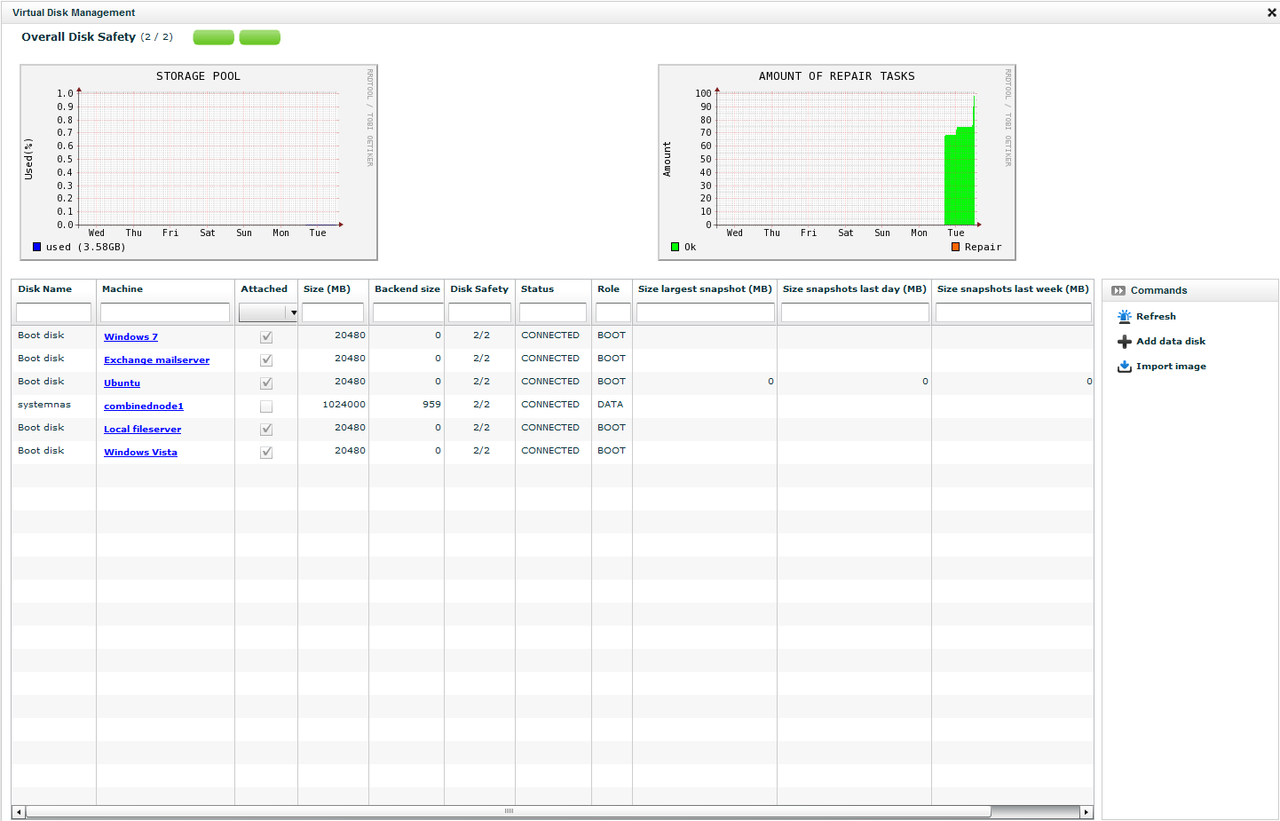 Virtual Disk Management
Overall Disk Safety (2 / 2)
STORAGE POOL
RRDTOOL / TOBI OETIKER
Used(%)
1.0
0.9
0.8
0.7
0.6
0.5
0.4
0.3
0.2
0.1
0.0
Wed Thu Fri Sat Sun Mon Tue
used (3.58GB)
AMOUNT OF REPAIR TASKS
RRDTOOL / TOBI OETIKER
Amount
100
90
80
70
60
50
40
30
20
10
0
Wed Thu Fri Sat Sun Mon Tue
Ok Repair
Disk Name Machine Attached Size (MB) Backend size Disk Safety Status Role Size largest snapshot (MB) Size snapshots last day (MB) Size snapshots last week (MB)
Boot disk Windows 7 20480 0 2/2 CONNECTED BOOT
Boot disk Exchange mailserver 20480 0 2/2 CONNECTED BOOT
Boot disk Ubuntu 20480 0 2/2 CONNECTED BOOT 0 0 0
systemnas combinednode1 1024000 959 2/2 CONNECTED DATA
Boot disk Local fileserver 20480 0 2/2 CONNECTED BOOT
Boot disk Windows Vista 20480 0 2/2 CONNECTED BOOT
Commands
Refresh
Add data disk
Import image